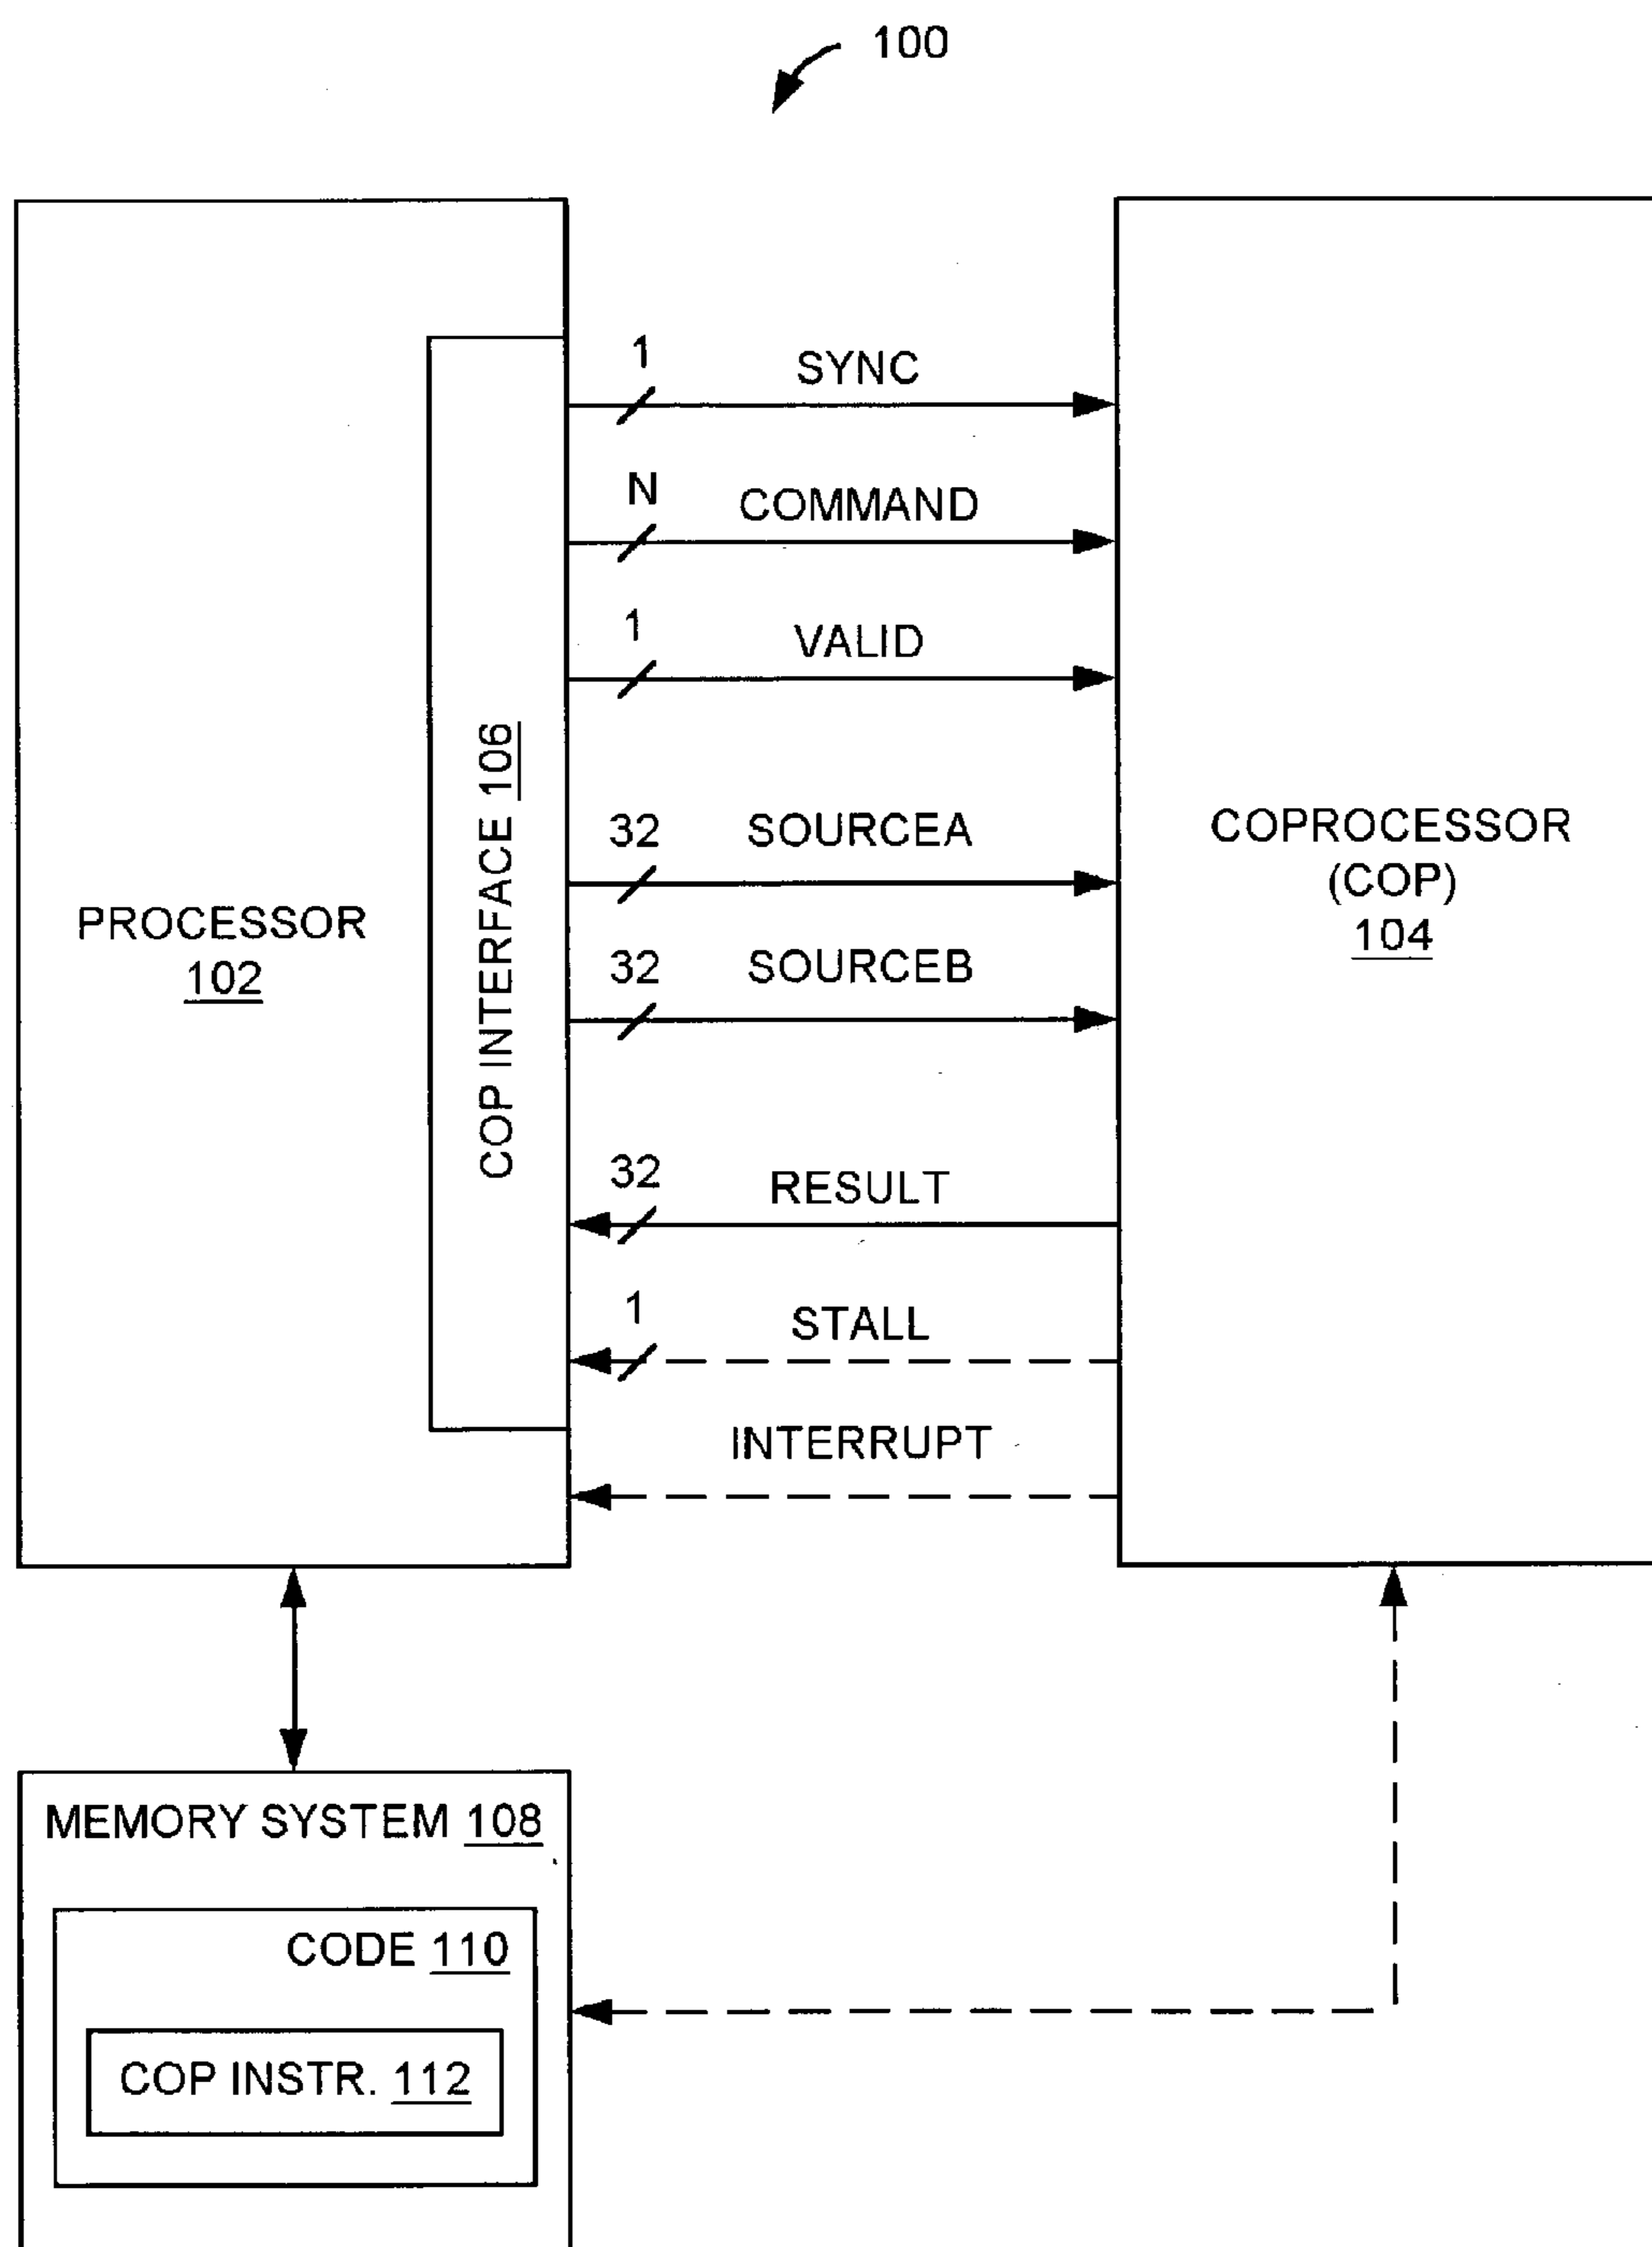 100
1
SYNC
N
COMMAND
1
VALID
32
SOURCEA
32
SOURCEB
32
RESULT
1
STALL
INTERRUPT
PROCESSOR
102
COP INTERFACE 106
COPROCESSOR
(COP)
104
MEMORY SYSTEM 108
CODE 110
COP INSTR. 112